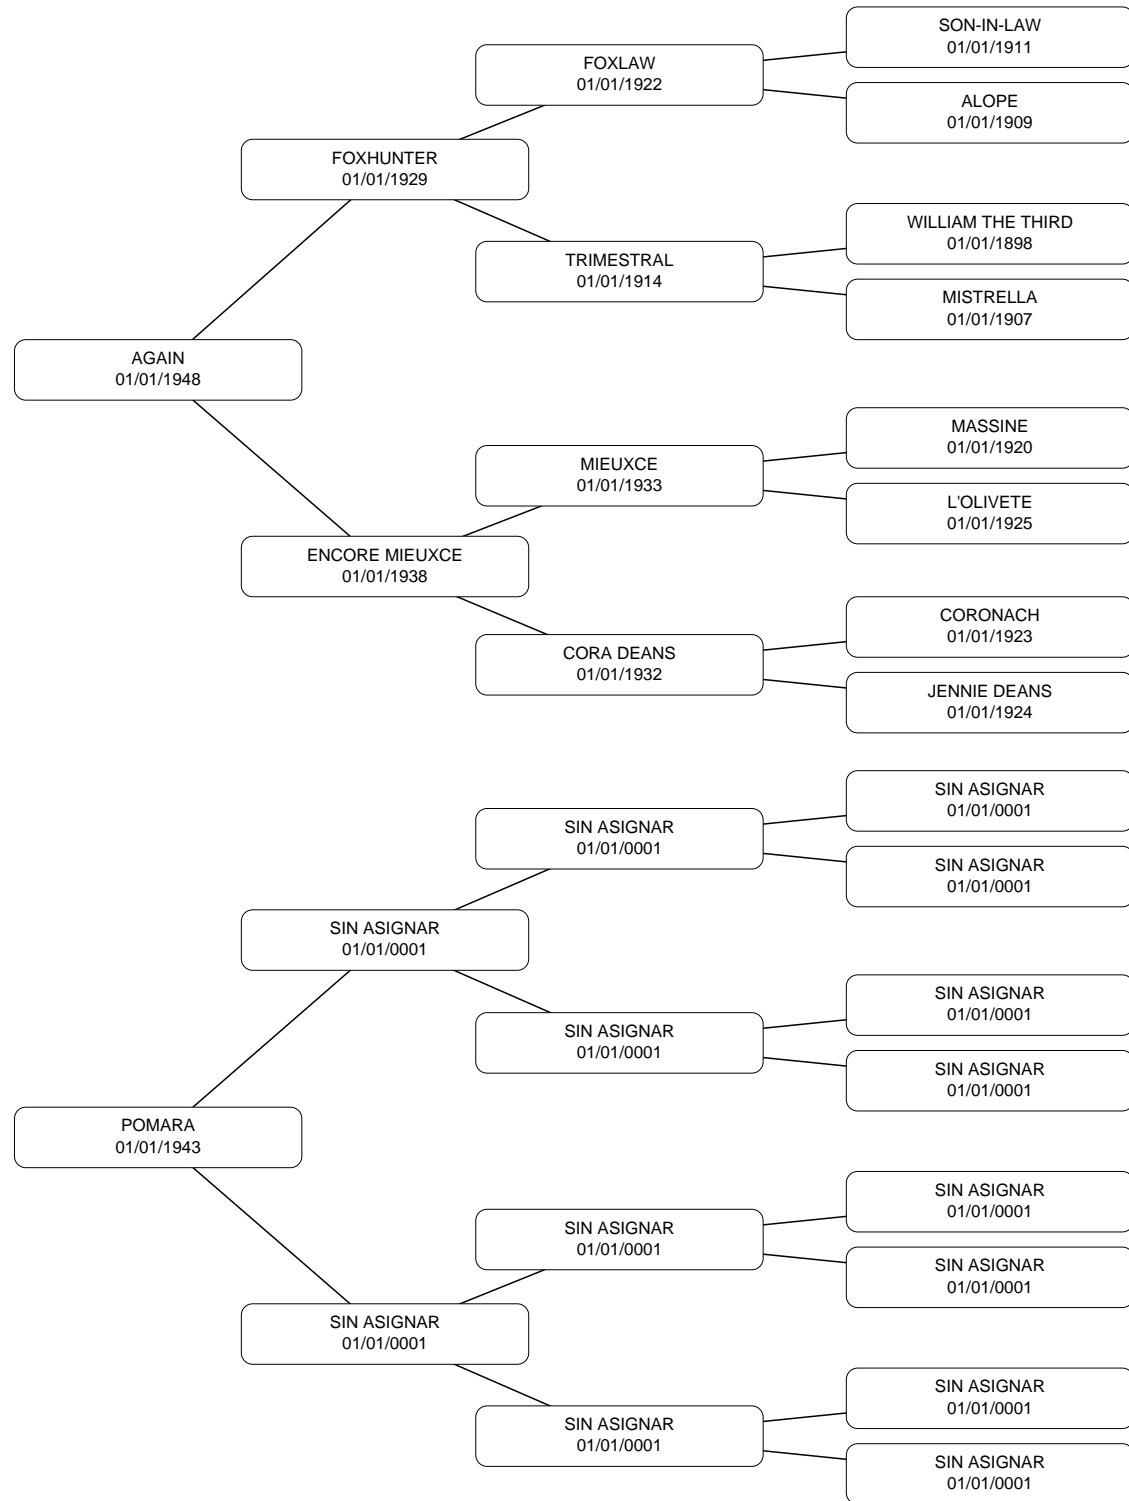 SON-IN-LAW
01/01/1911
FOXLAW
01/01/1922
ALOPE
01/01/1909
FOXHUNTER
01/01/1929
WILLIAM THE THIRD
01/01/1898
TRIMESTRAL
01/01/1914
MISTRELLA
01/01/1907
AGAIN
01/01/1948
MASSINE
01/01/1920
MIEUXCE
01/01/1933
L'OLIVETE
01/01/1925
ENCORE MIEUXCE
01/01/1938
CORONACH
01/01/1923
CORA DEANS
01/01/1932
JENNIE DEANS
01/01/1924
SIN ASIGNAR
01/01/0001
SIN ASIGNAR
01/01/0001
SIN ASIGNAR
01/01/0001
SIN ASIGNAR
01/01/0001
SIN ASIGNAR
01/01/0001
SIN ASIGNAR
01/01/0001
SIN ASIGNAR
01/01/0001
POMARA
01/01/1943
SIN ASIGNAR
01/01/0001
SIN ASIGNAR
01/01/0001
SIN ASIGNAR
01/01/0001
SIN ASIGNAR
01/01/0001
SIN ASIGNAR
01/01/0001
SIN ASIGNAR
01/01/0001
SIN ASIGNAR
01/01/0001